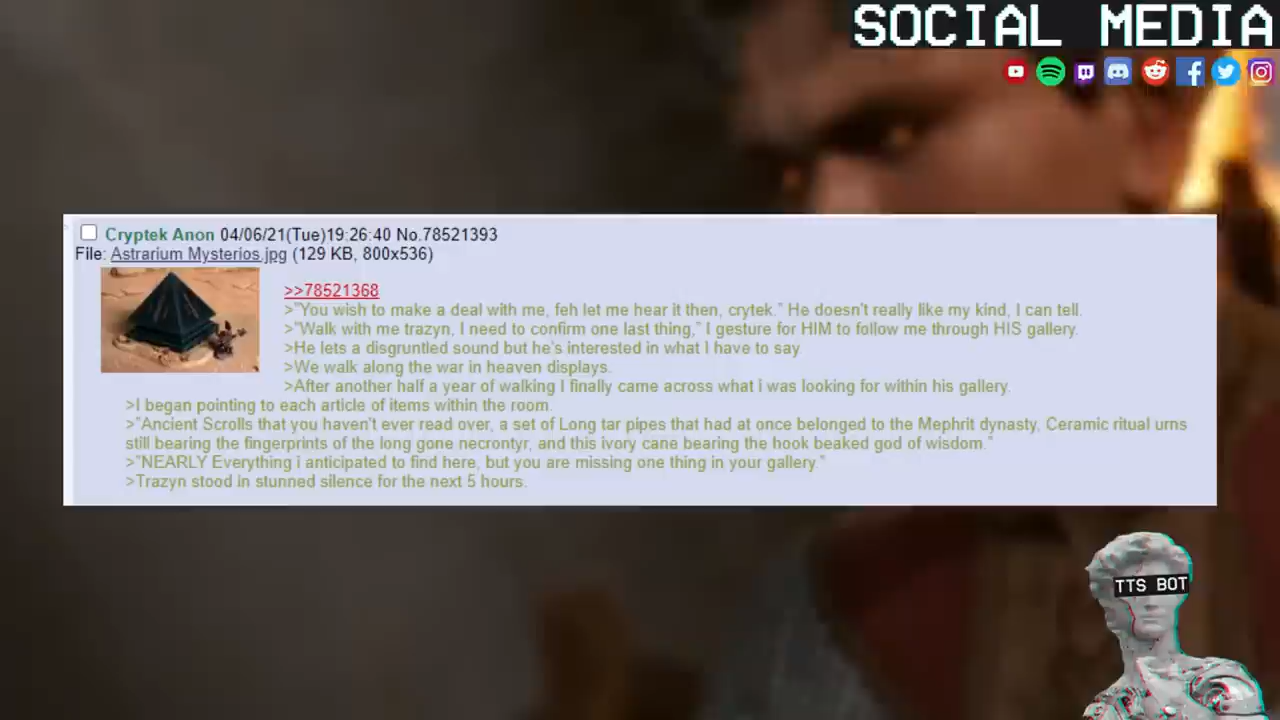 SOCIAL MEDIA
Cryptek Anon 04/06/21(Tue)19:26:40 No.78521393
File: Astrarium Mysterios.jpg (129 KB, 800x536)
>>78521368
>"You wish to make a deal with me, feh let me hear it then, crytek." He doesn't really like my kind, I can tell.
>"Walk with me trazyn, I need to confirm one last thing," I gesture for HIM to follow me through HIS gallery.
>He lets a disgruntled sound but he's interested in what I have to say
>We walk along the war in heaven displays.
>After another half a year of walking I finally came across what i was looking for within his gallery.
>I began pointing to each article of items within the room.
>"Ancient Scrolls that you haven't ever read over, a set of Long tar pipes that had at once belonged to the Mephrit dynasty, Ceramic ritual urns
still bearing the fingerprints of the long gone necrontyr, and this ivory cane bearing the hook beaked god of wisdom."
>"NEARLY Everything i anticipated to find here, but you are missing one thing in your gallery."
>Trazyn stood in stunned silence for the next 5 hours.
TTS BOT